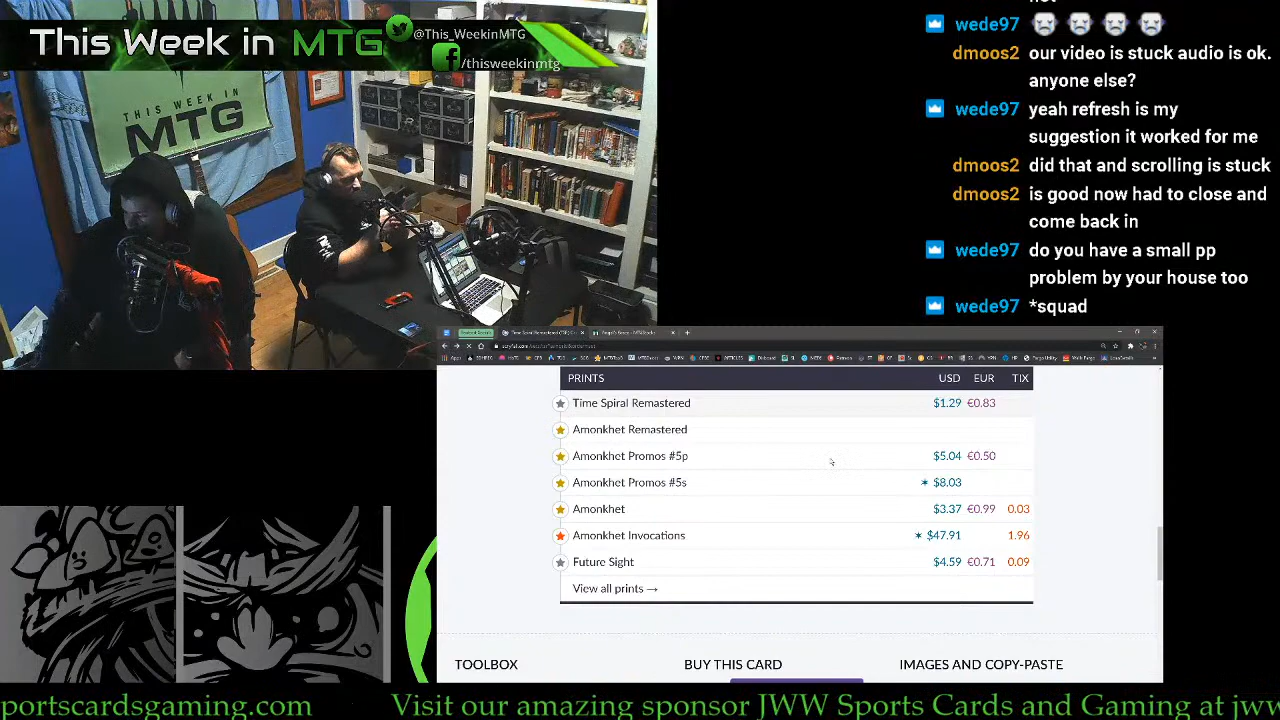 This Week in MTG
@This_WeekinMTG
/thisweekinmtg
THIS WEEK IN
MTG
wede97
dmoos2 our video is stuck audio is ok.
anyone else?
wede97 yeah refresh is my
suggestion it worked for me
dmoos2 did that and scrolling is stuck
dmoos2 is good now had to close and
come back in
wede97 do you have a small pp
problem by your house too
wede97 *squad
PRINTS USD EUR TIX
Time Spiral Remastered $1.29 €0.83
Amonkhet Remastered
Amonkhet Promos #5p $5.04 €0.50
Amonkhet Promos #5s ✶ $8.03
Amonkhet $3.37 €0.99 0.03
Amonkhet Invocations ✶ $47.91 1.96
Future Sight $4.59 €0.71 0.09
View all prints →
TOOLBOX BUY THIS CARD IMAGES AND COPY-PASTE
portscardsgaming.com Visit our amazing sponsor JWW Sports Cards and Gaming at jww